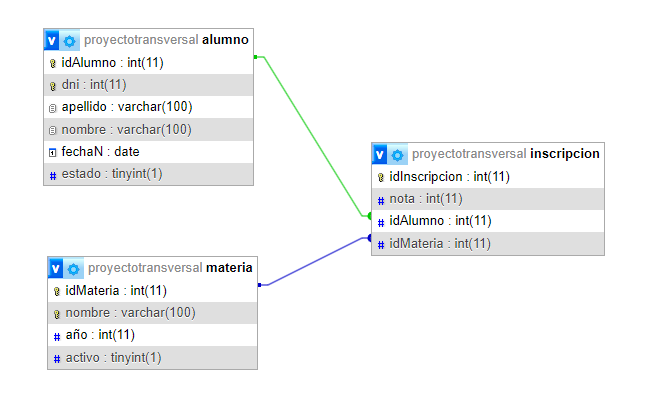 v proyectotransversal alumno
idAlumno : int(11)
dni : int(11)
apellido : varchar(100)
nombre : varchar(100)
fechaN : date
# estado : tinyint(1)
v proyectotransversal inscripcion
idInscripcion : int(11)
# nota : int(11)
# idAlumno : int(11)
# idMateria : int(11)
v proyectotransversal materia
idMateria : int(11)
nombre : varchar(100)
# año : int(11)
# activo : tinyint(1)